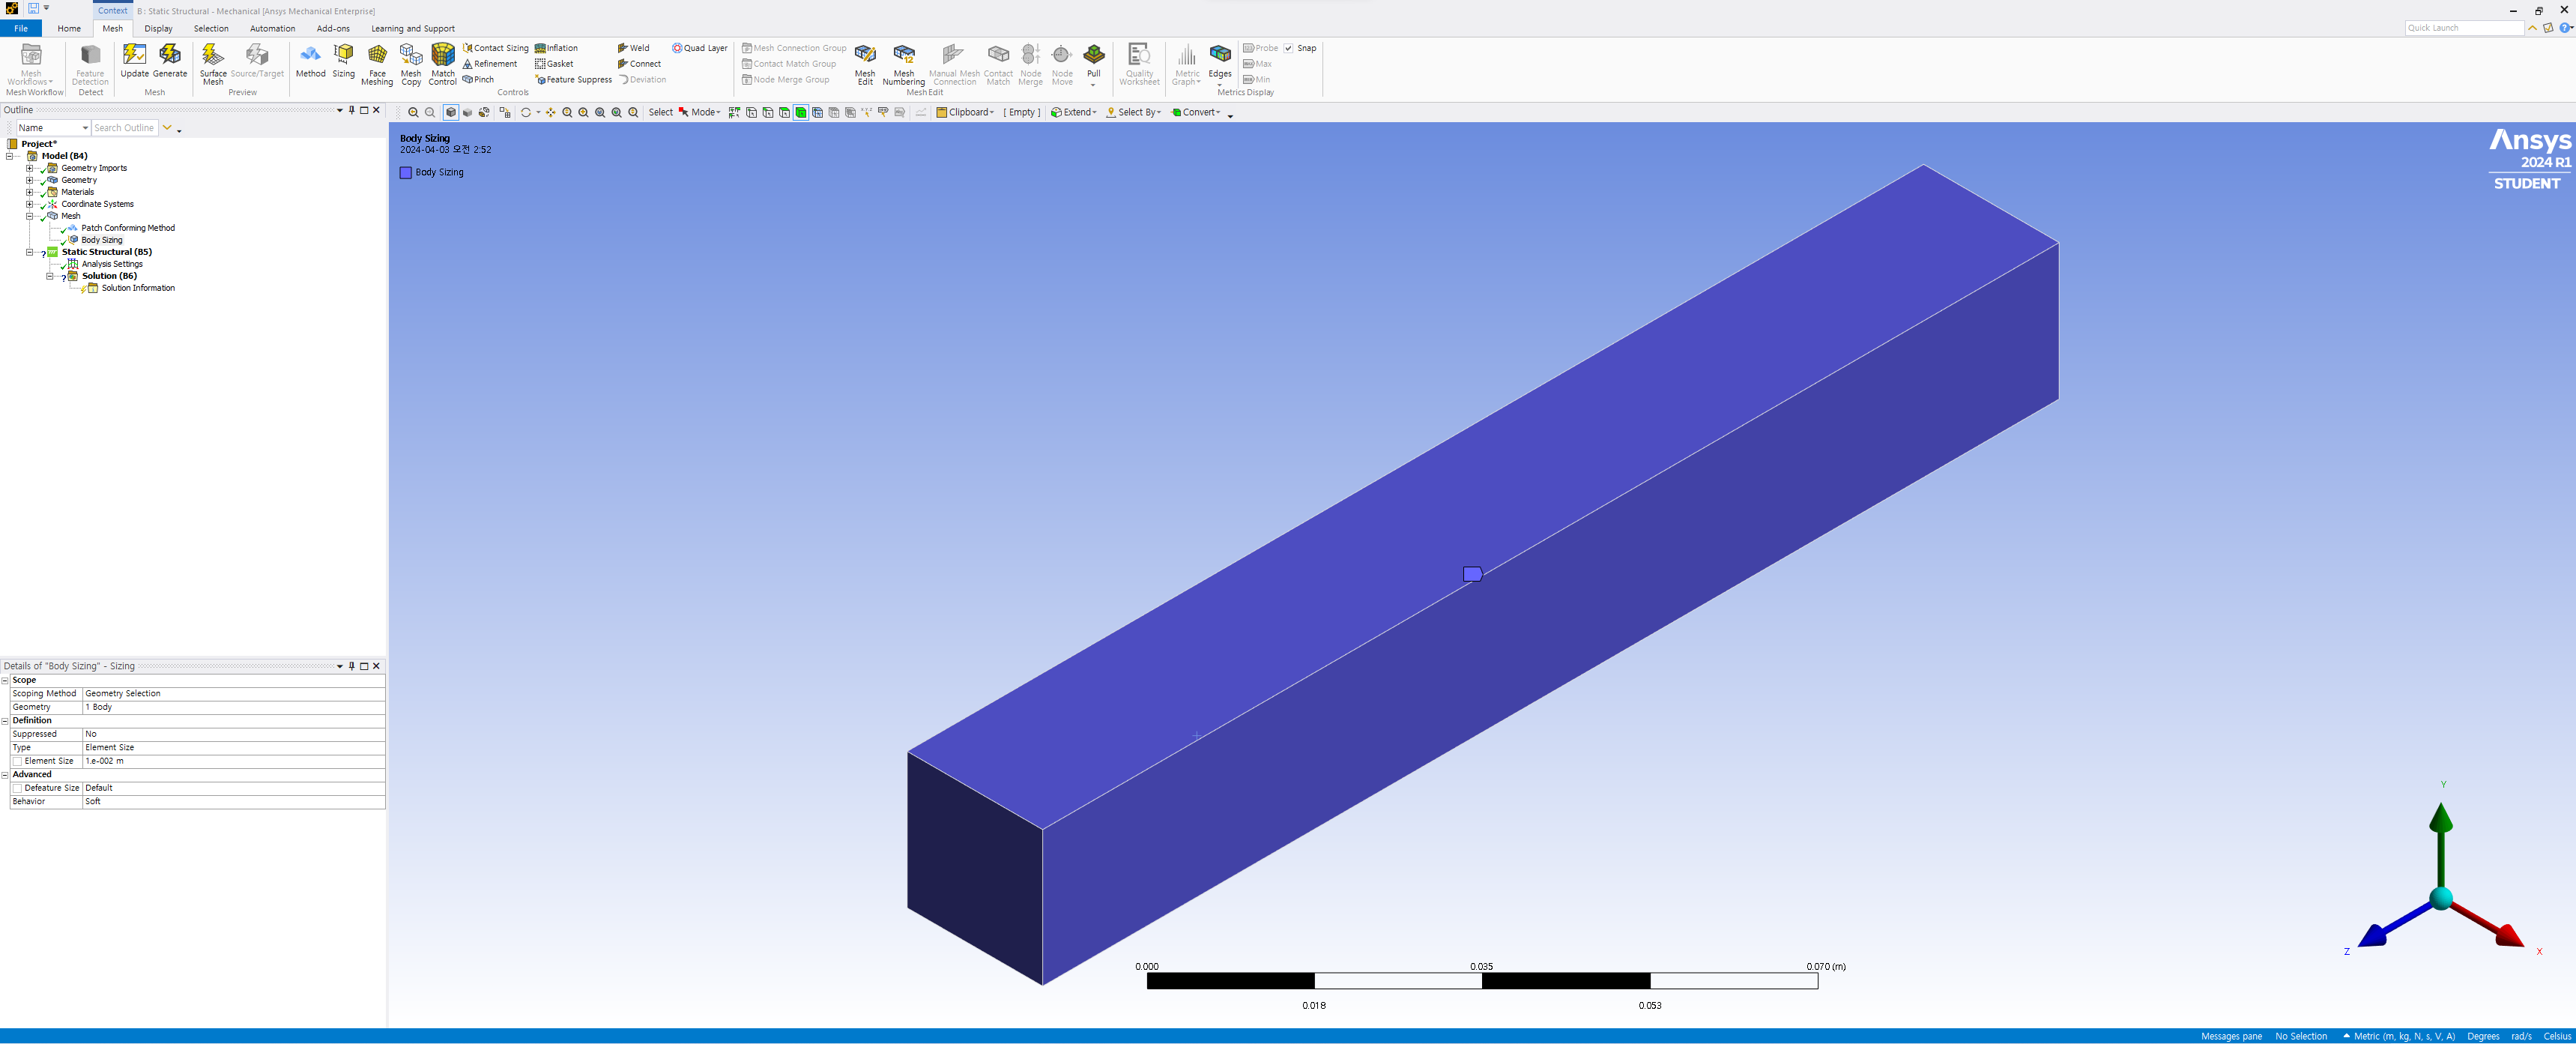 Context B : Static Structural - Mechanical [Ansys Mechanical Enterprise]
File Home Mesh Display Selection Automation Add-ons Learning and Support Quick Launch
Mesh Workflows
Mesh Workflow
Feature Detection
Detect
Update Generate
Mesh
Surface Mesh Source/Target
Preview
Method Sizing Face Meshing Mesh Copy Match Control
Contact Sizing Inflation Weld Quad Layer
Refinement Gasket Connect
Pinch Feature Suppress Deviation
Controls
Mesh Connection Group
Contact Match Group
Node Merge Group
Mesh Edit Mesh Numbering Manual Mesh Connection Contact Match Node Merge Node Move Pull
Mesh Edit
Quality Worksheet
Metric Graph Edges
Probe Snap
Max
Min
Metrics Display
Outline
Name Search Outline
Select Mode Clipboard [ Empty ] Extend Select By Convert
Project*
Model (B4)
Geometry Imports
Geometry
Materials
Coordinate Systems
Mesh
Patch Conforming Method
Body Sizing
Static Structural (B5)
Analysis Settings
Solution (B6)
Solution Information
Body Sizing
2024-04-03 오전 2:52
Body Sizing
Ansys
2024 R1
STUDENT
Details of "Body Sizing" - Sizing
Scope
Scoping Method Geometry Selection
Geometry 1 Body
Definition
Suppressed No
Type Element Size
Element Size 1.e-002 m
Advanced
Defeature Size Default
Behavior Soft
0.000 0.035 0.070 (m)
0.018 0.053
Y
Z
X
Messages pane No Selection Metric (m, kg, N, s, V, A) Degrees rad/s Celsius